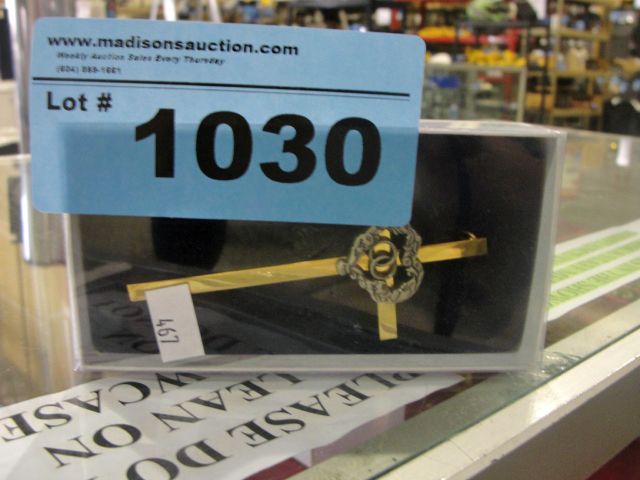 www.madisonsauction.com
Weekly Auction Sales Every Thursday
Lot #
1030
467
PLEASE DO
LEAN ON
WCASE